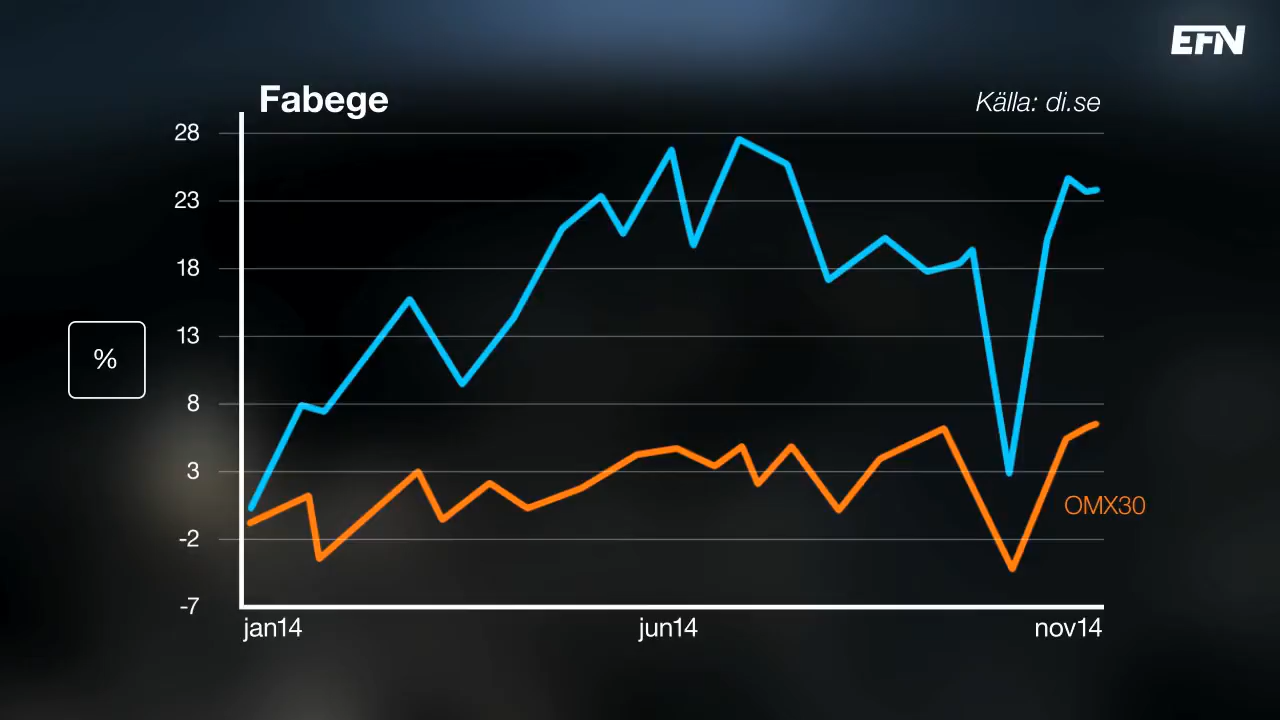 EFN
Fabege
Källa: di.se
28
23
18
13
%
8
3
OMX30
-2
-7
jan14 jun14 nov14